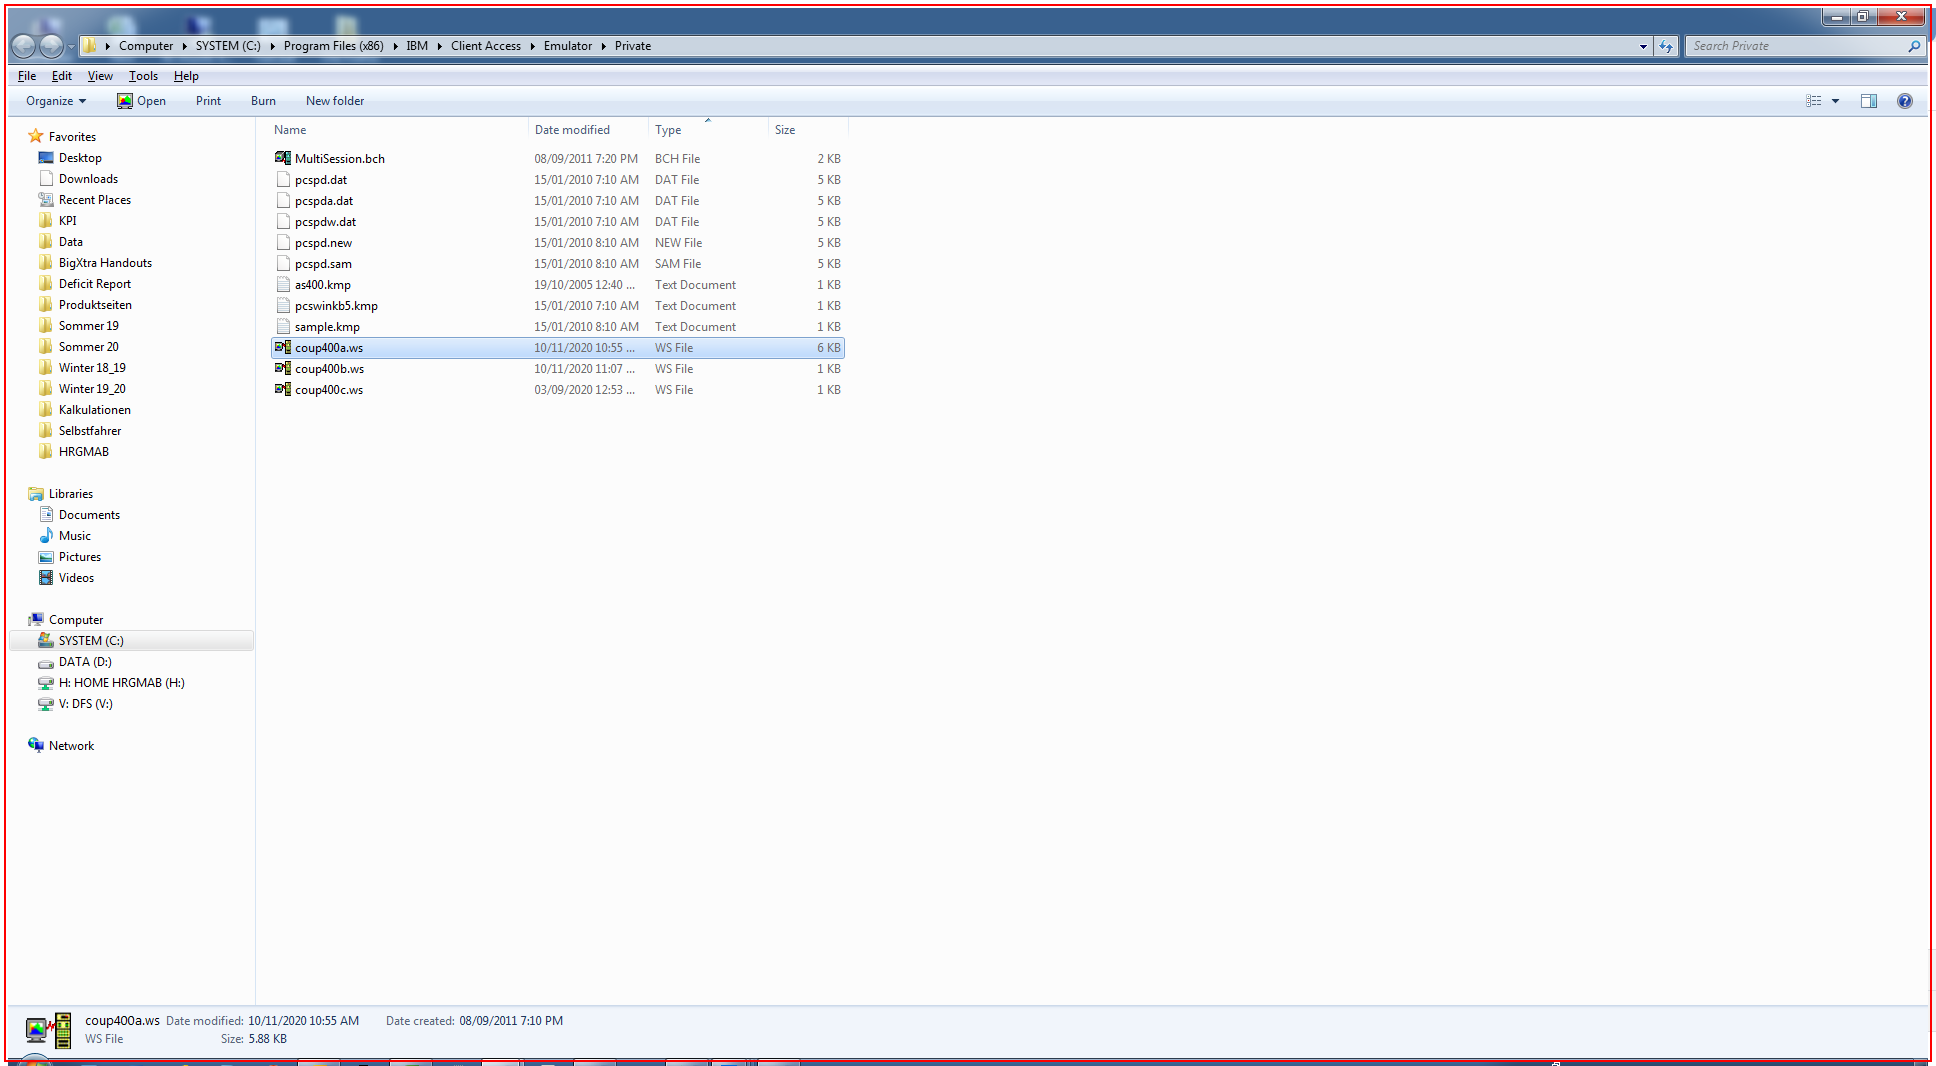 Computer SYSTEM (C:) Program Files (x86) IBM Client Access Emulator Private Search Private
File Edit View Tools Help
Organize Open Print Burn New folder
Name Date modified Type Size
MultiSession.bch 08/09/2011 7:20 PM BCH File 2 KB
pcspd.dat 15/01/2010 7:10 AM DAT File 5 KB
pcspda.dat 15/01/2010 7:10 AM DAT File 5 KB
pcspdw.dat 15/01/2010 7:10 AM DAT File 5 KB
pcspd.new 15/01/2010 8:10 AM NEW File 5 KB
pcspd.sam 15/01/2010 8:10 AM SAM File 5 KB
as400.kmp 19/10/2005 12:40 ... Text Document 1 KB
pcswinkb5.kmp 15/01/2010 7:10 AM Text Document 1 KB
sample.kmp 15/01/2010 8:10 AM Text Document 1 KB
coup400a.ws 10/11/2020 10:55 ... WS File 6 KB
coup400b.ws 10/11/2020 11:07 ... WS File 1 KB
coup400c.ws 03/09/2020 12:53 ... WS File 1 KB
Favorites
Desktop
Downloads
Recent Places
KPI
Data
BigXtra Handouts
Deficit Report
Produktseiten
Sommer 19
Sommer 20
Winter 18_19
Winter 19_20
Kalkulationen
Selbstfahrer
HRGMAB
Libraries
Documents
Music
Pictures
Videos
Computer
SYSTEM (C:)
DATA (D:)
H: HOME HRGMAB (H:)
V: DFS (V:)
Network
coup400a.ws Date modified: 10/11/2020 10:55 AM Date created: 08/09/2011 7:10 PM
WS File Size: 5.88 KB